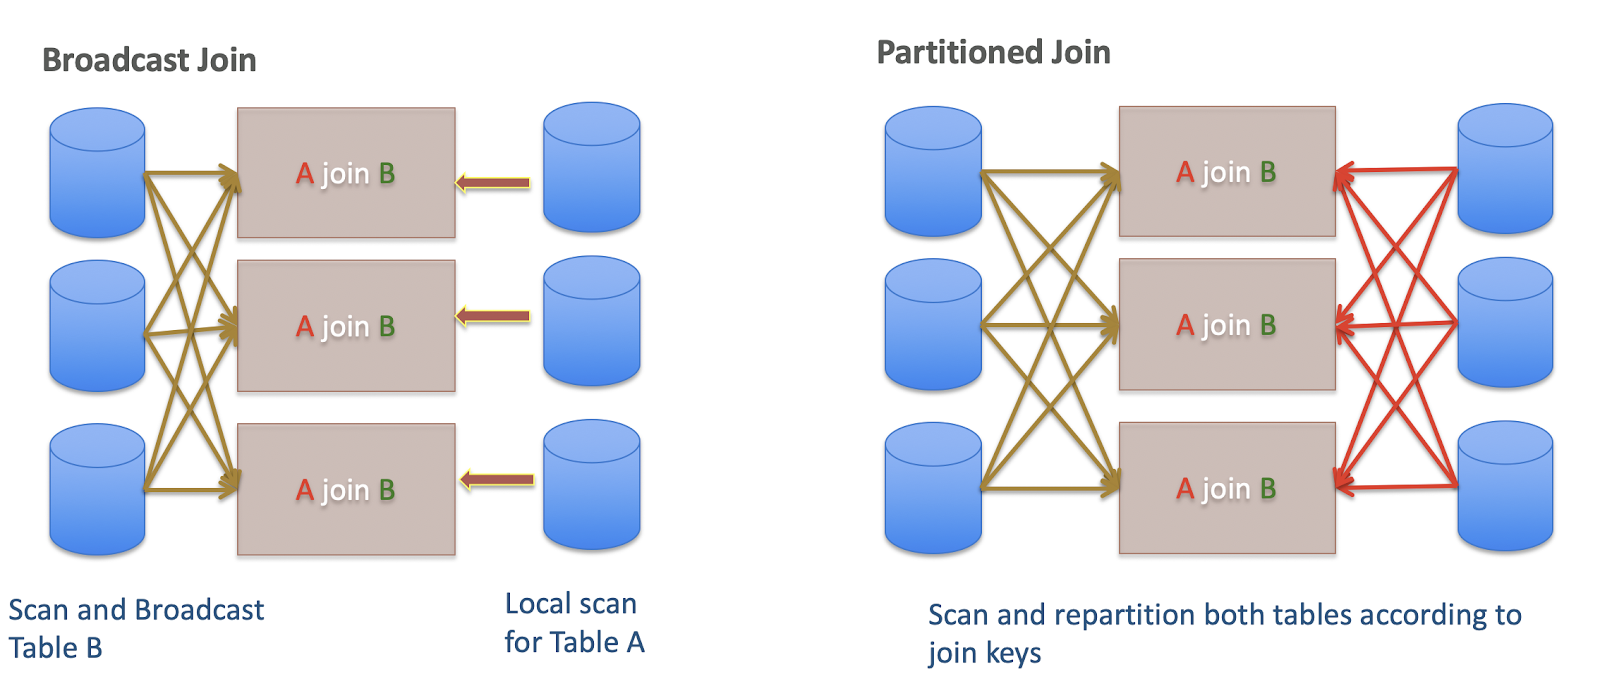 Broadcast Join
A join B
A join B
A join B
Scan and Broadcast
Table B
Local scan
for Table A
Partitioned Join
A join B
A join B
A join B
Scan and repartition both tables according to
join keys